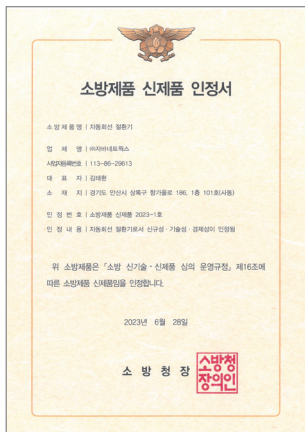 소방제품 신제품 인정서
소 방 제 품 명 | 자동회선 절환기
업 체 명 | ㈜자바네트웍스
사업자등록번호 | 113-86-29613
대 표 자 | 김태환
소 재 지 | 경기도 안산시 상록구 항가울로 186, 1층 101호(사동)
인 정 번 호 | 소방제품 신제품 2023-1호
인 정 내 용 | 자동회선 절환기로서 신규성ㆍ기술성ㆍ경제성이 인정됨
위 소방제품은 「소방 신기술ㆍ신제품 심의 운영규정」 제16조에
따른 소방제품 신제품임을 인정합니다.
2023년 6월 28일
소 방 청 장
소방청
장의인